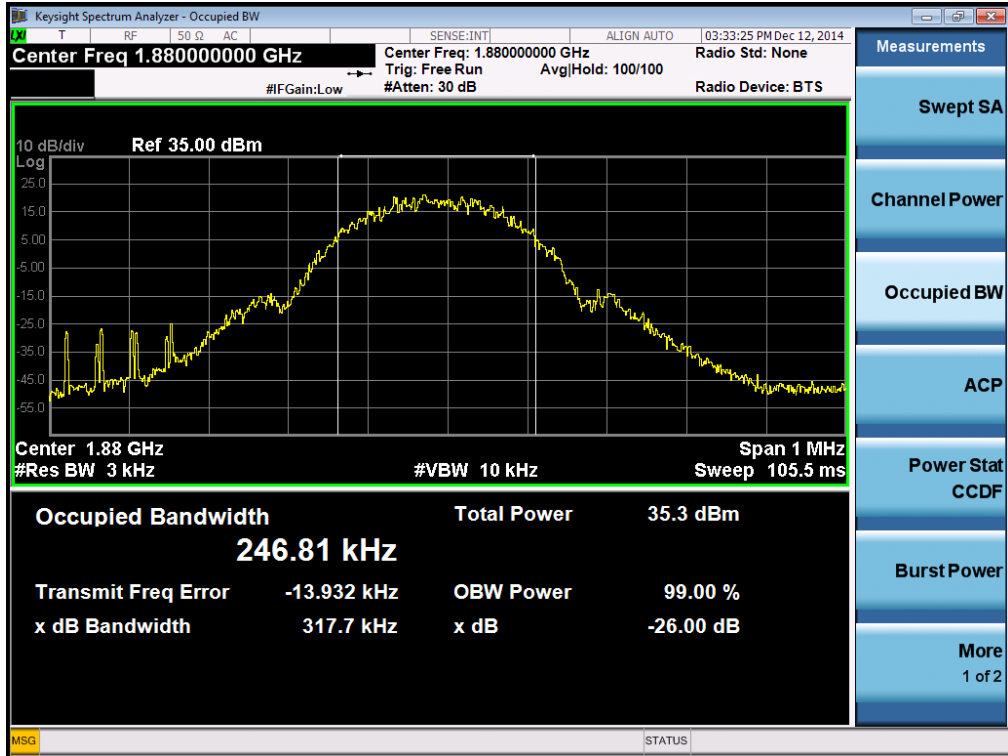 Keysight Spectrum Analyzer - Occupied BW
LXI T RF 50 Ω AC SENSE:INT ALIGN AUTO 03:33:25 PM Dec 12, 2014
Center Freq 1.880000000 GHz
Center Freq: 1.880000000 GHz Radio Std: None
Trig: Free Run Avg|Hold: 100/100
#IFGain:Low #Atten: 30 dB Radio Device: BTS
10 dB/div Ref 35.00 dBm
Log
25.0
15.0
5.00
-5.00
-15.0
-25.0
-35.0
-45.0
-55.0
Center 1.88 GHz Span 1 MHz
#Res BW 3 kHz #VBW 10 kHz Sweep 105.5 ms
Occupied Bandwidth Total Power 35.3 dBm
246.81 kHz
Transmit Freq Error -13.932 kHz OBW Power 99.00 %
x dB Bandwidth 317.7 kHz x dB -26.00 dB
MSG STATUS
Measurements
Swept SA
Channel Power
Occupied BW
ACP
Power Stat
CCDF
Burst Power
More
1 of 2